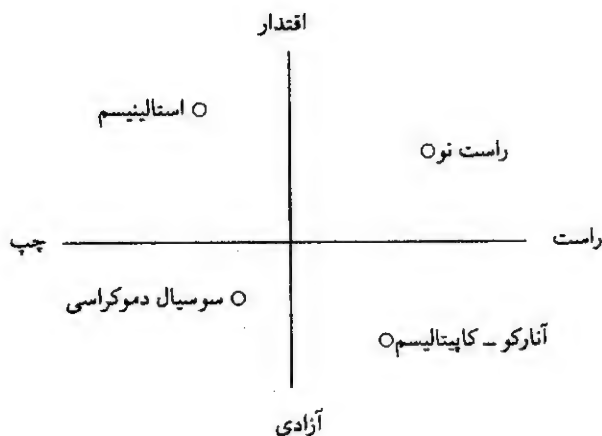 اقتدار
استالینیسم
راست نو
راست
چپ
سوسیال دموکراسی
آنارکو – کاپیتالیسم
آزادی